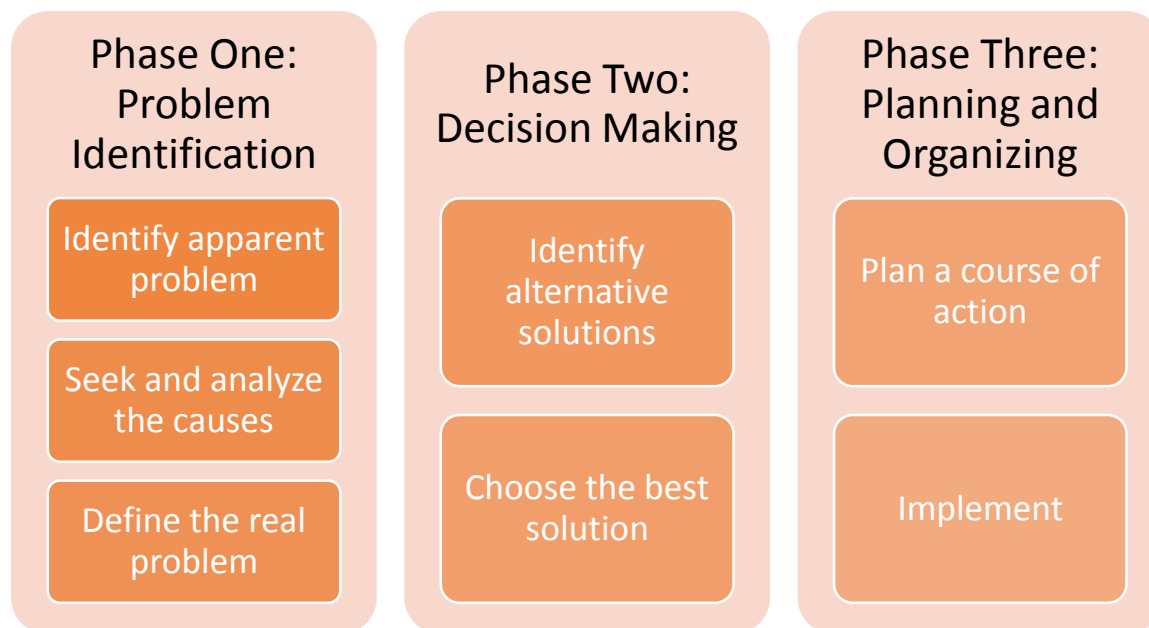 Phase One:
Problem
Identification
Identify apparent
problem
Seek and analyze
the causes
Define the real
problem
Phase Two:
Decision Making
Identify
alternative
solutions
Choose the best
solution
Phase Three:
Planning and
Organizing
Plan a course of
action
Implement